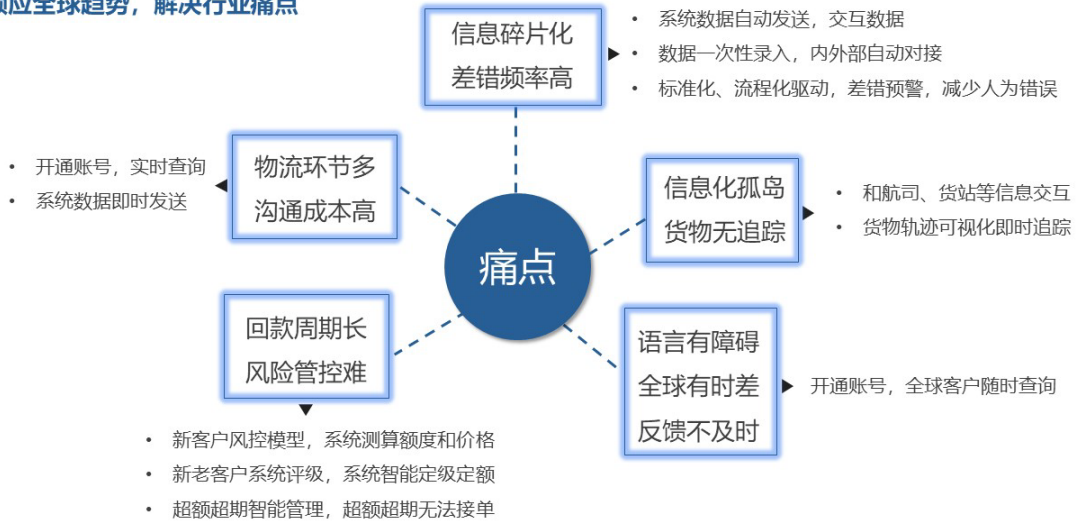 应全球趋势，解决行业痛点
信息碎片化
差错频率高
• 系统数据自动发送，交互数据
• 数据一次性录入，内外部自动对接
• 标准化、流程化驱动，差错预警，减少人为错误
物流环节多
沟通成本高
• 开通账号，实时查询
• 系统数据即时发送
信息化孤岛
货物无追踪
• 和航司、货站等信息交互
• 货物轨迹可视化即时追踪
痛点
回款周期长
风险管控难
• 新客户风控模型，系统测算额度和价格
• 新老客户系统评级，系统智能定级定额
• 超额超期智能管理，超额超期无法接单
语言有障碍
全球有时差
反馈不及时
开通账号，全球客户随时查询